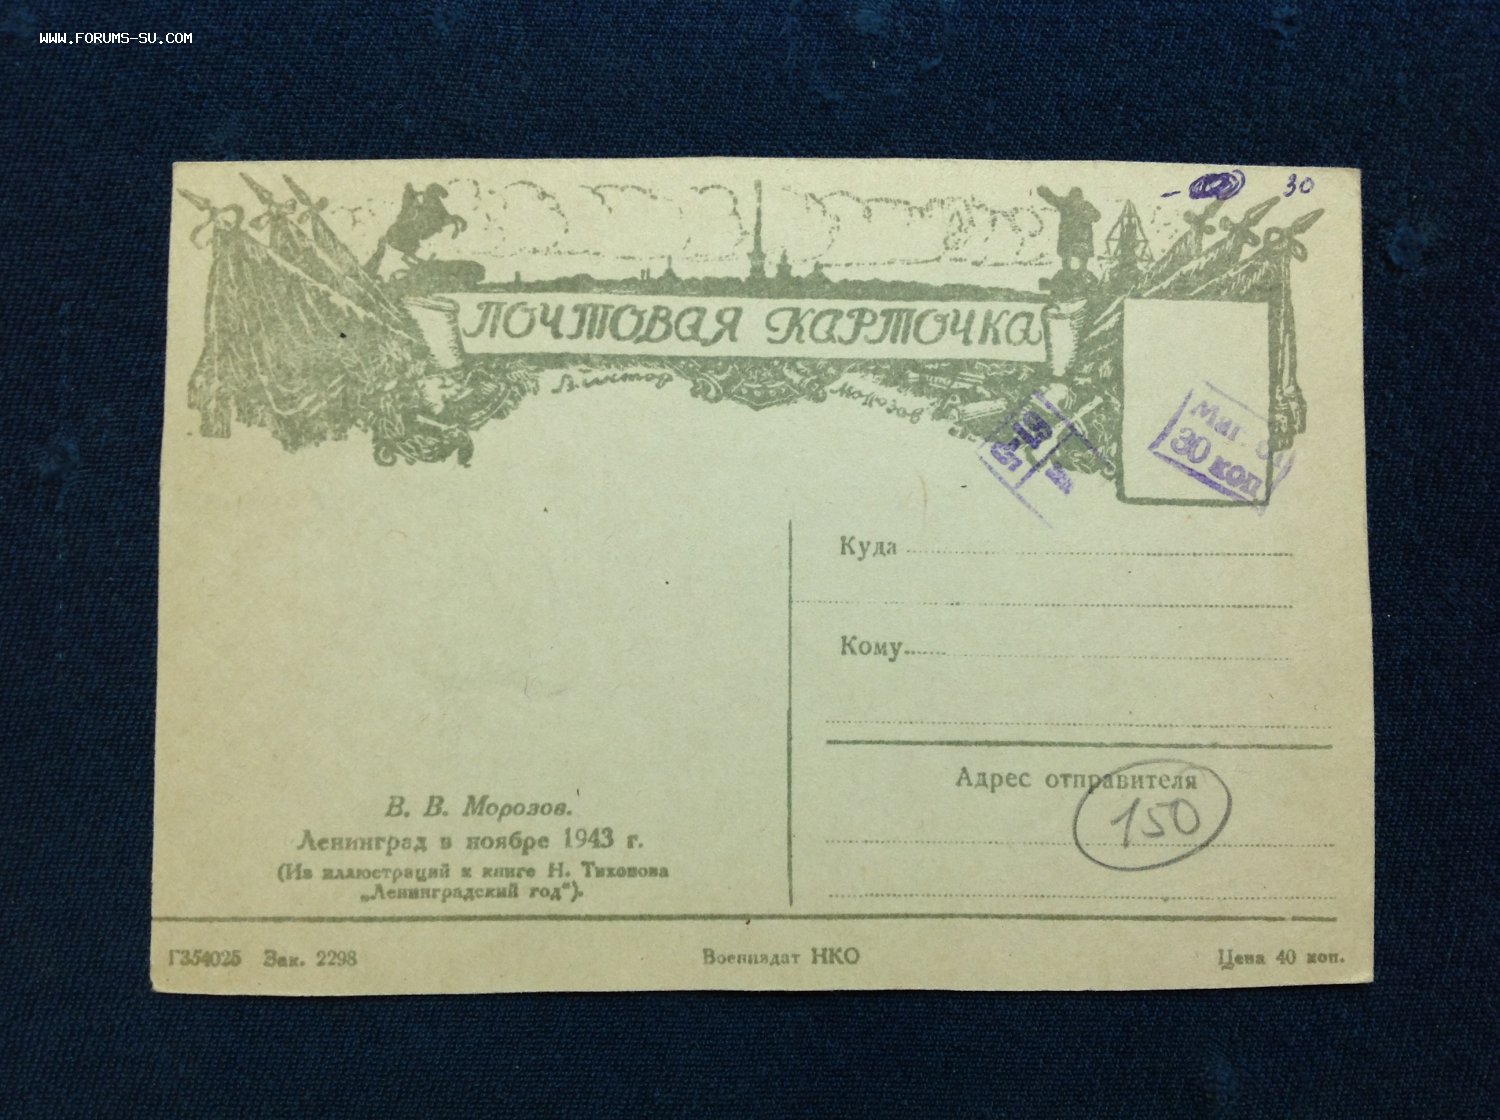 www.forums-su.com
30
ПОЧТОВАЯ КАРТОЧКА
Виктор Морозов
Маг.
30 коп
Куда
Кому
Адрес отправителя
150
В. В. Морозов.
Ленинград в ноябре 1943 г.
(Из иллюстраций к книге Н. Тихонова
„Ленинградский год“).
Г354025 Зак. 2298 Воениздат НКО Цена 40 коп.